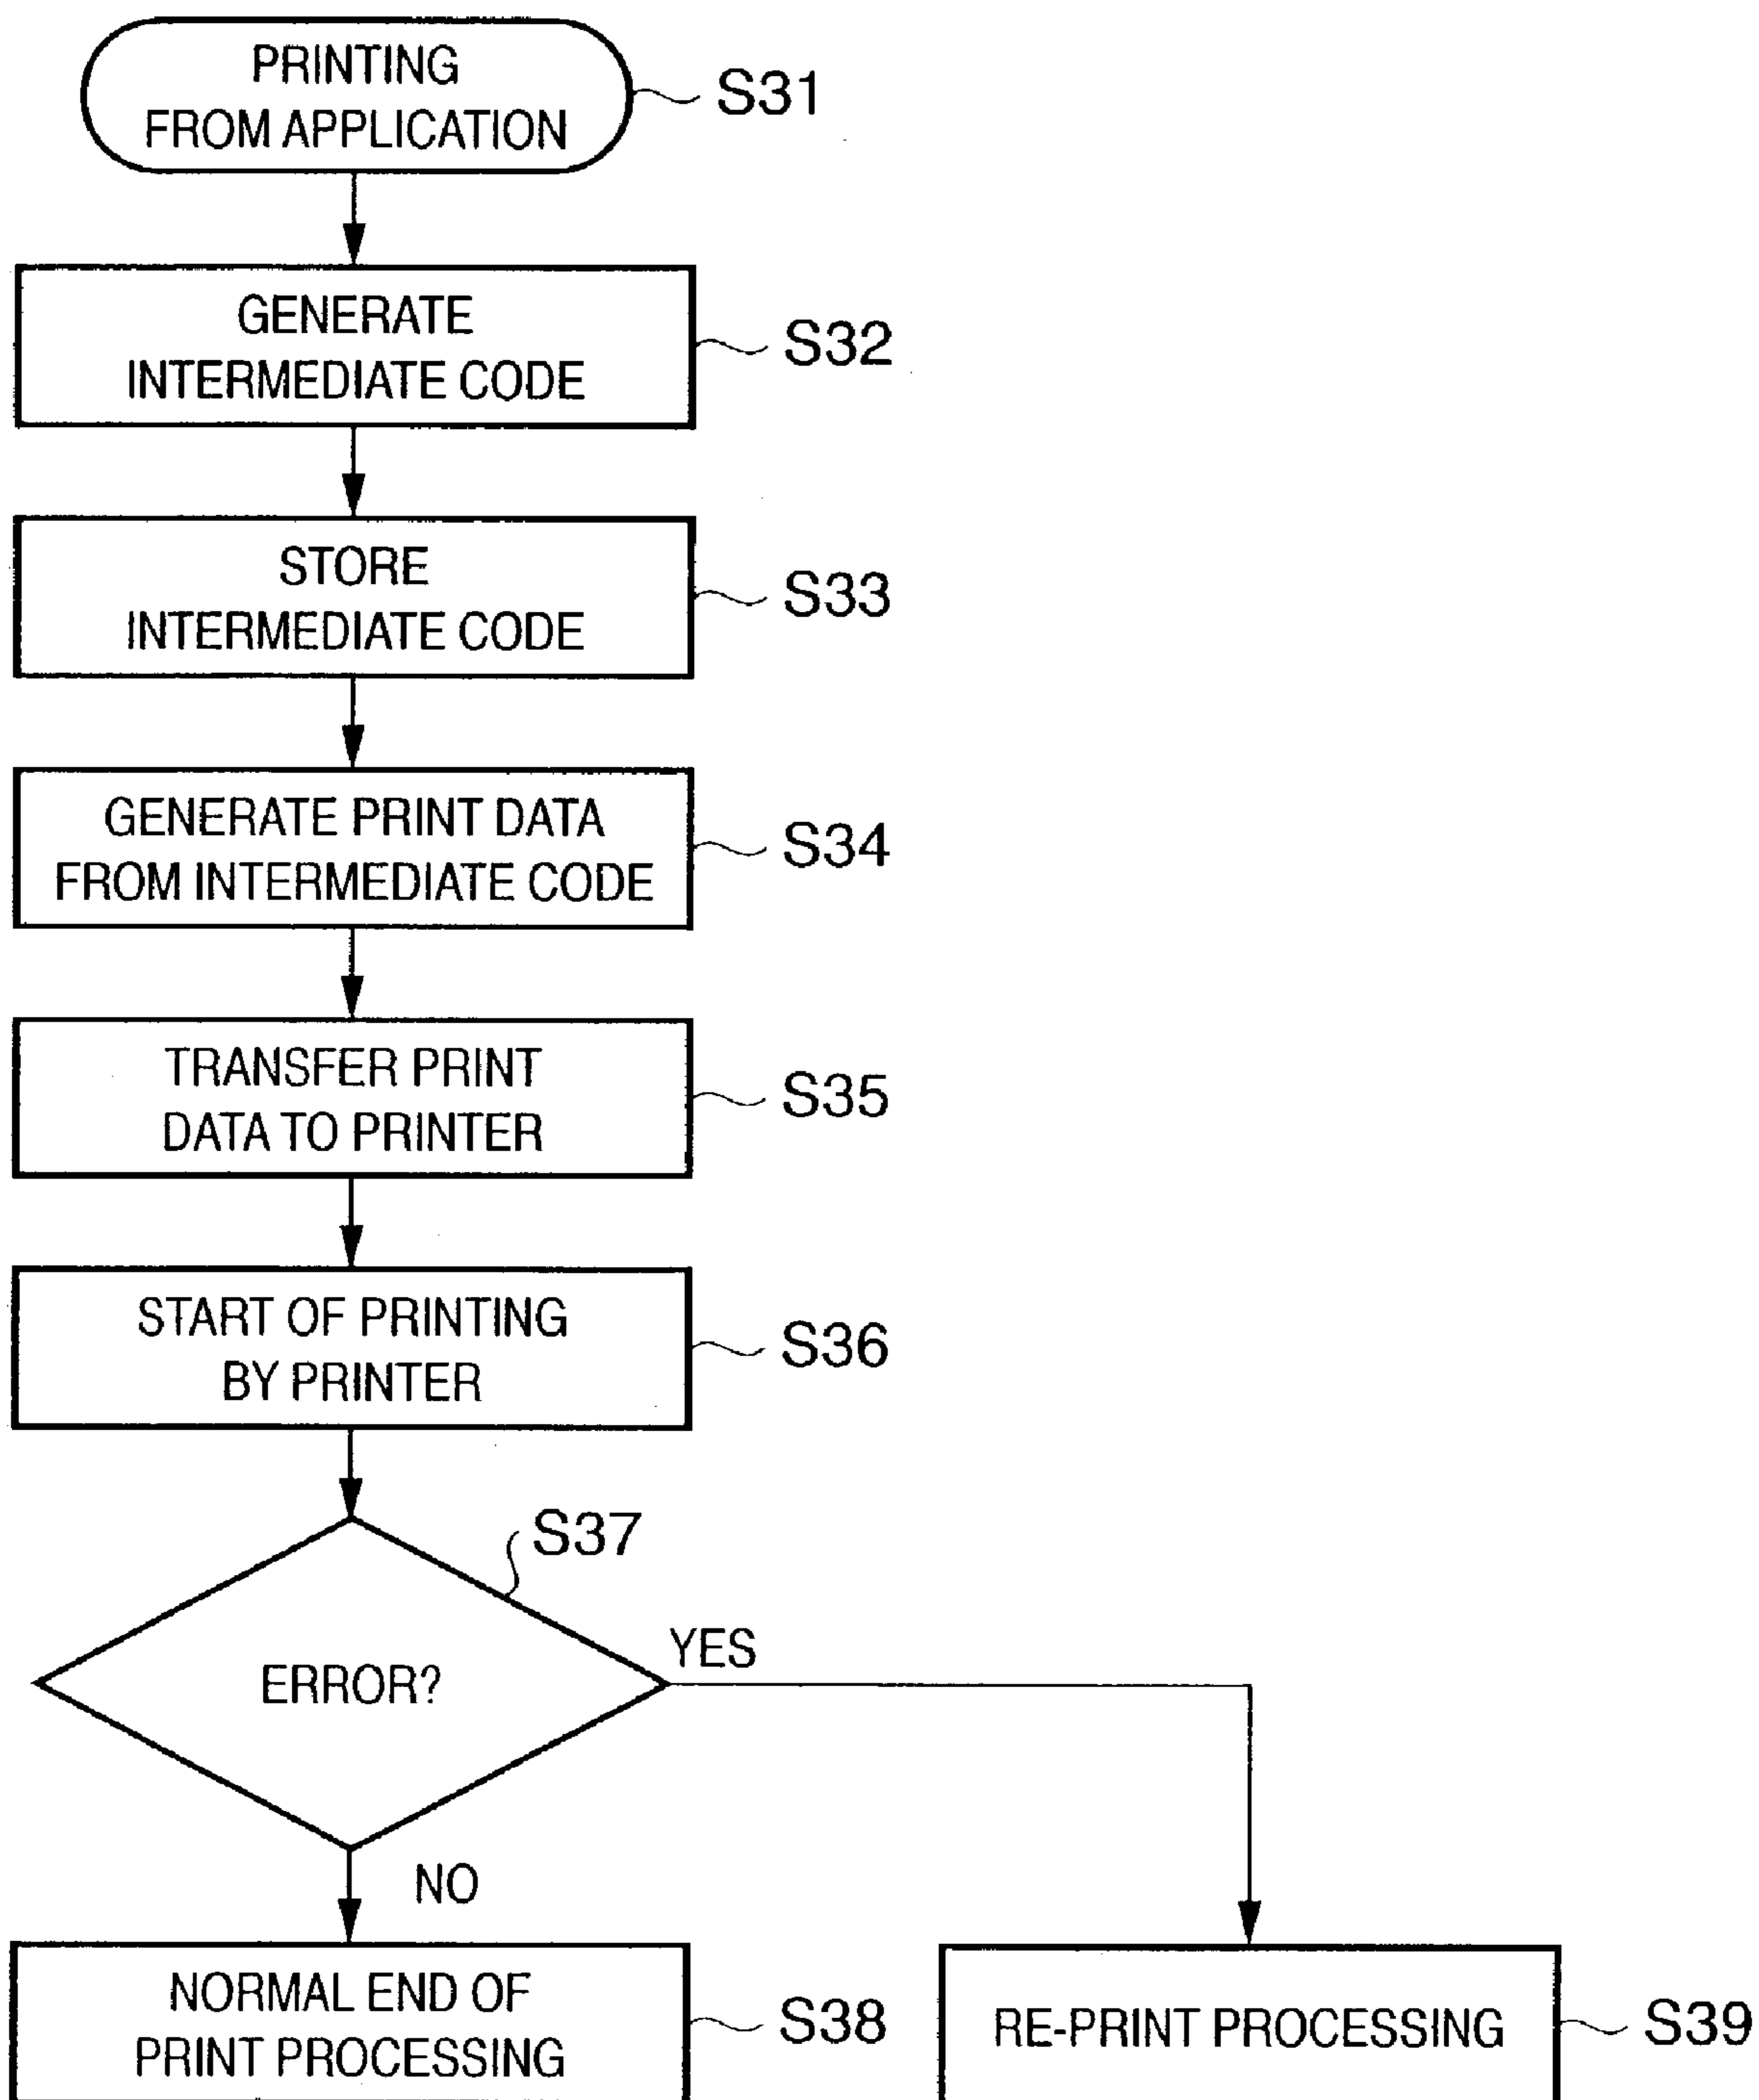 PRINTING
FROM APPLICATION
S31
GENERATE
INTERMEDIATE CODE
S32
STORE
INTERMEDIATE CODE
S33
GENERATE PRINT DATA
FROM INTERMEDIATE CODE
S34
TRANSFER PRINT
DATA TO PRINTER
S35
START OF PRINTING
BY PRINTER
S36
S37
ERROR?
YES
NO
NORMAL END OF
PRINT PROCESSING
S38
RE-PRINT PROCESSING
S39